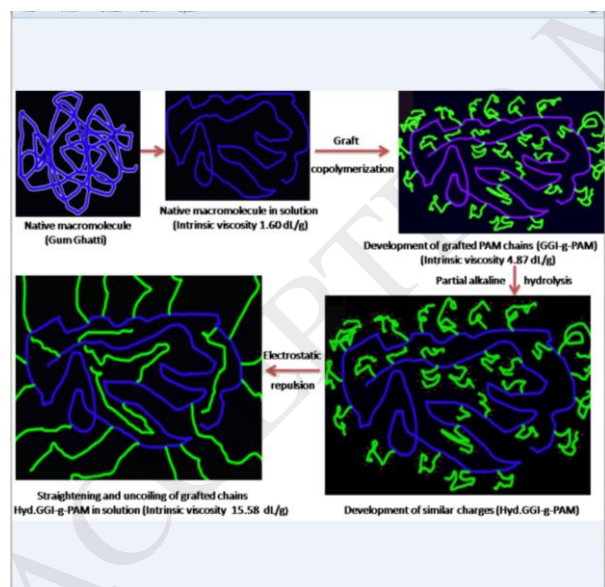 Native macromolecule
(Gum Ghatti)
Native macromolecule in solution
(Intrinsic viscosity 1.60 dL/g)
Graft
copolymerization
Development of grafted PAM chains (GGI-g-PAM)
(Intrinsic viscosity 4.87 dL/g)
Partial alkaline hydrolysis
Electrostatic
repulsion
Straightening and uncoiling of grafted chains
Hyd.GGI-g-PAM in solution (Intrinsic viscosity 15.58 dL/g)
Development of similar charges (Hyd.GGI-g-PAM)